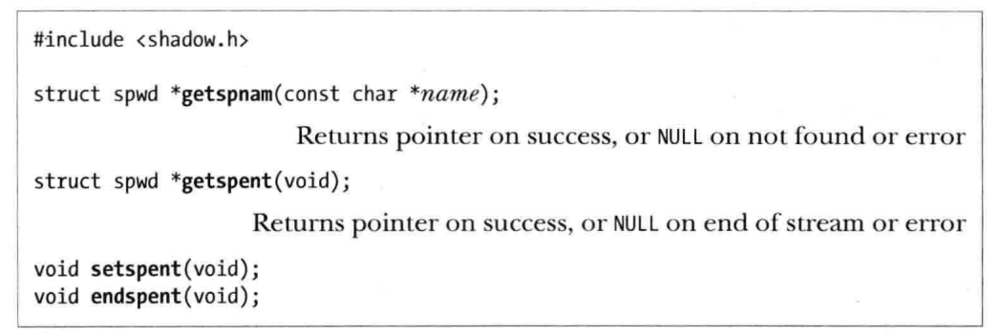 #include <shadow.h>
struct spwd *getspnam(const char *name);
Returns pointer on success, or NULL on not found or error
struct spwd *getspent(void);
Returns pointer on success, or NULL on end of stream or error
void setspent(void);
void endspent(void);